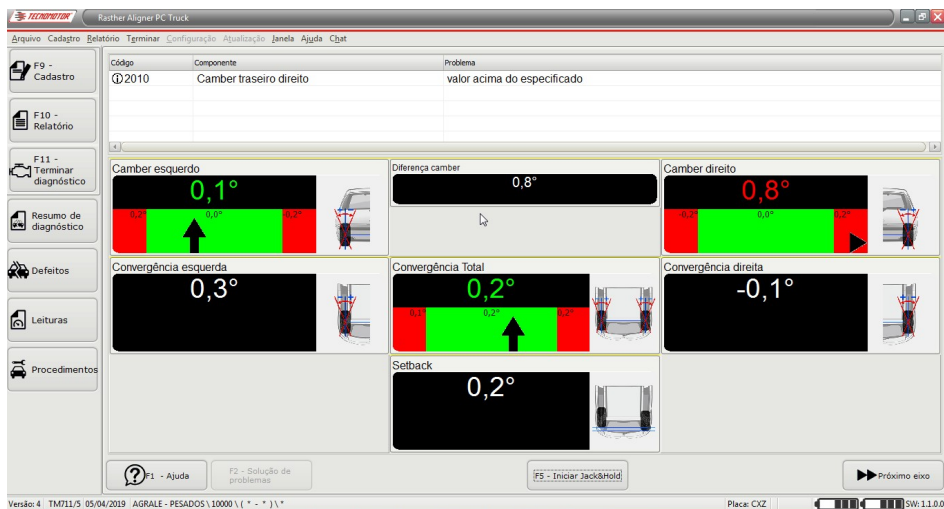 TECNOMOTOR Rasther Aligner PC Truck
Arquivo Cadastro Relatório Terminar Configuração Atualização Janela Ajuda Chat
F9 -
Cadastro
F10 -
Relatório
F11 -
Terminar
diagnóstico
Resumo de
diagnóstico
Defeitos
Leituras
Procedimentos
Código Componente Problema
2010 Camber traseiro direito valor acima do especificado
Camber esquerdo
0,1°
0,2° 0,0° -0,2°
Diferença camber
0,8°
Camber direito
0,8°
-0,2° 0,0° 0,2°
Convergência esquerda
0,3°
Convergência Total
0,2°
0,1° 0,2° 0,2°
Convergência direita
-0,1°
Setback
0,2°
F1 - Ajuda
F2 - Solução de
problemas
F5 - Iniciar Jack&Hold
Próximo eixo
Versão: 4 TM711/5 05/04/2019 AGRALE - PESADOS \ 10000 \ ( * - * ) \ * Placa: CXZ SW: 1.1.0.0